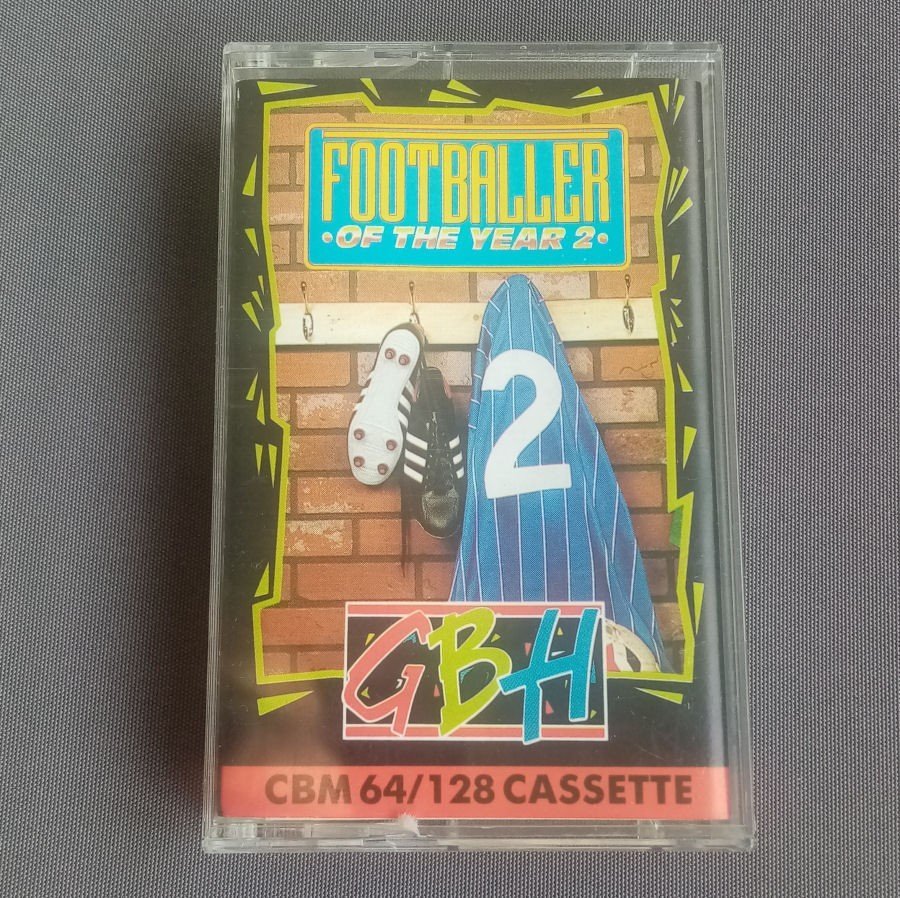 FOOTBALLER
•OF THE YEAR 2•
2
GBH
CBM 64/128 CASSETTE